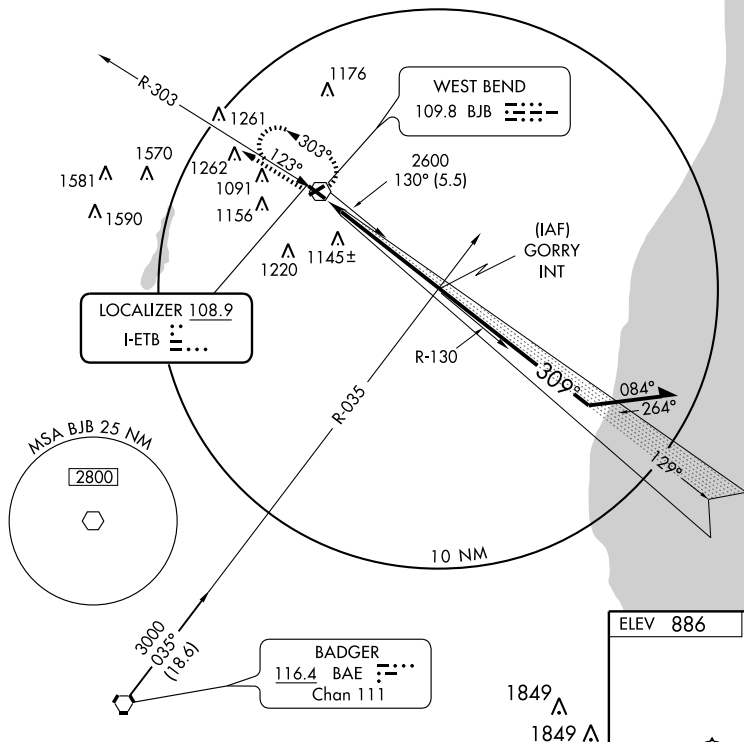 1176
WEST BEND
109.8 BJB
R-303
1261
303°
123°
1262
1570
1581
1091
1590
1156
2600
130° (5.5)
(IAF)
GORRY
INT
1220
1145±
LOCALIZER 108.9
I-ETB
R-130
309°
084°
264°
R-035
129°
MSA BJB 25 NM
2800
10 NM
3000
035°
(18.6)
BADGER
116.4 BAE
Chan 111
ELEV 886
1849
1849